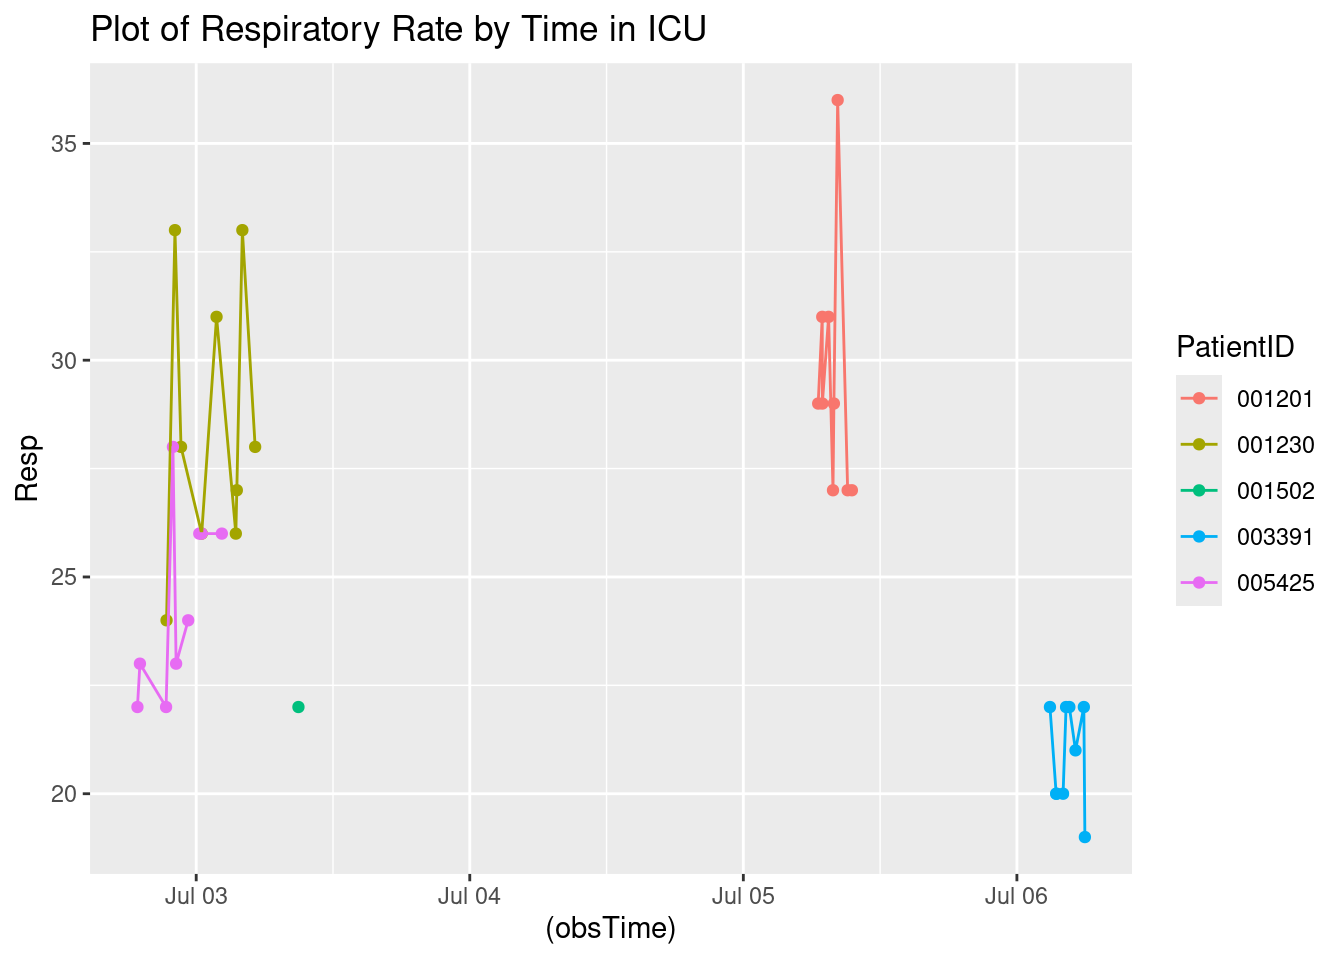 Plot of Respiratory Rate by Time in ICU
35
30
25
20
Resp
Jul 03
Jul 04
Jul 05
Jul 06
(obsTime)
PatientID
001201
001230
001502
003391
005425